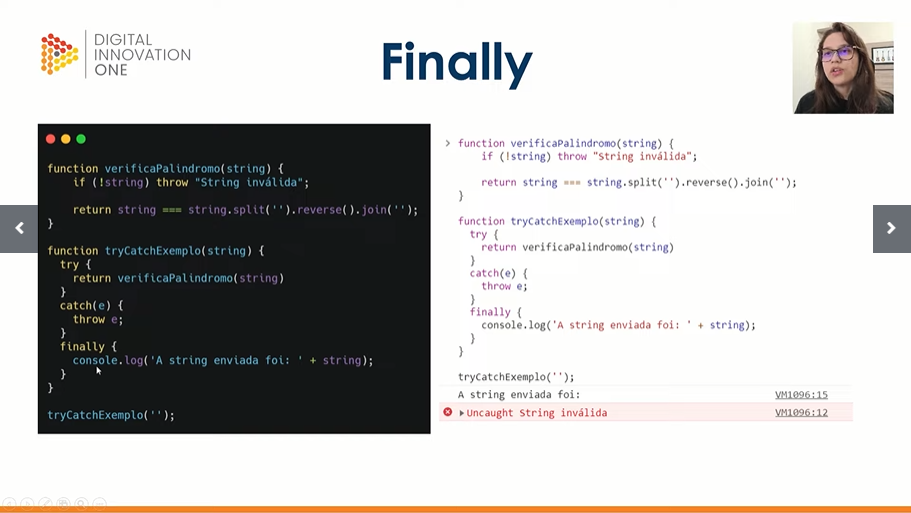 DIGITAL
INNOVATION
ONE
Finally
function verificaPalindromo(string) {
if (!string) throw "String inválida";
return string === string.split('').reverse().join('');
}
function tryCatchExemplo(string) {
try {
return verificaPalindromo(string)
}
catch(e) {
throw e;
}
finally {
console.log('A string enviada foi: ' + string);
}
}
tryCatchExemplo('');
> function verificaPalindromo(string) {
if (!string) throw "String inválida";
return string === string.split('').reverse().join('');
}
function tryCatchExemplo(string) {
try {
return verificaPalindromo(string)
}
catch(e) {
throw e;
}
finally {
console.log('A string enviada foi: ' + string);
}
}
tryCatchExemplo('');
A string enviada foi: VM1096:15
Uncaught String inválida VM1096:12